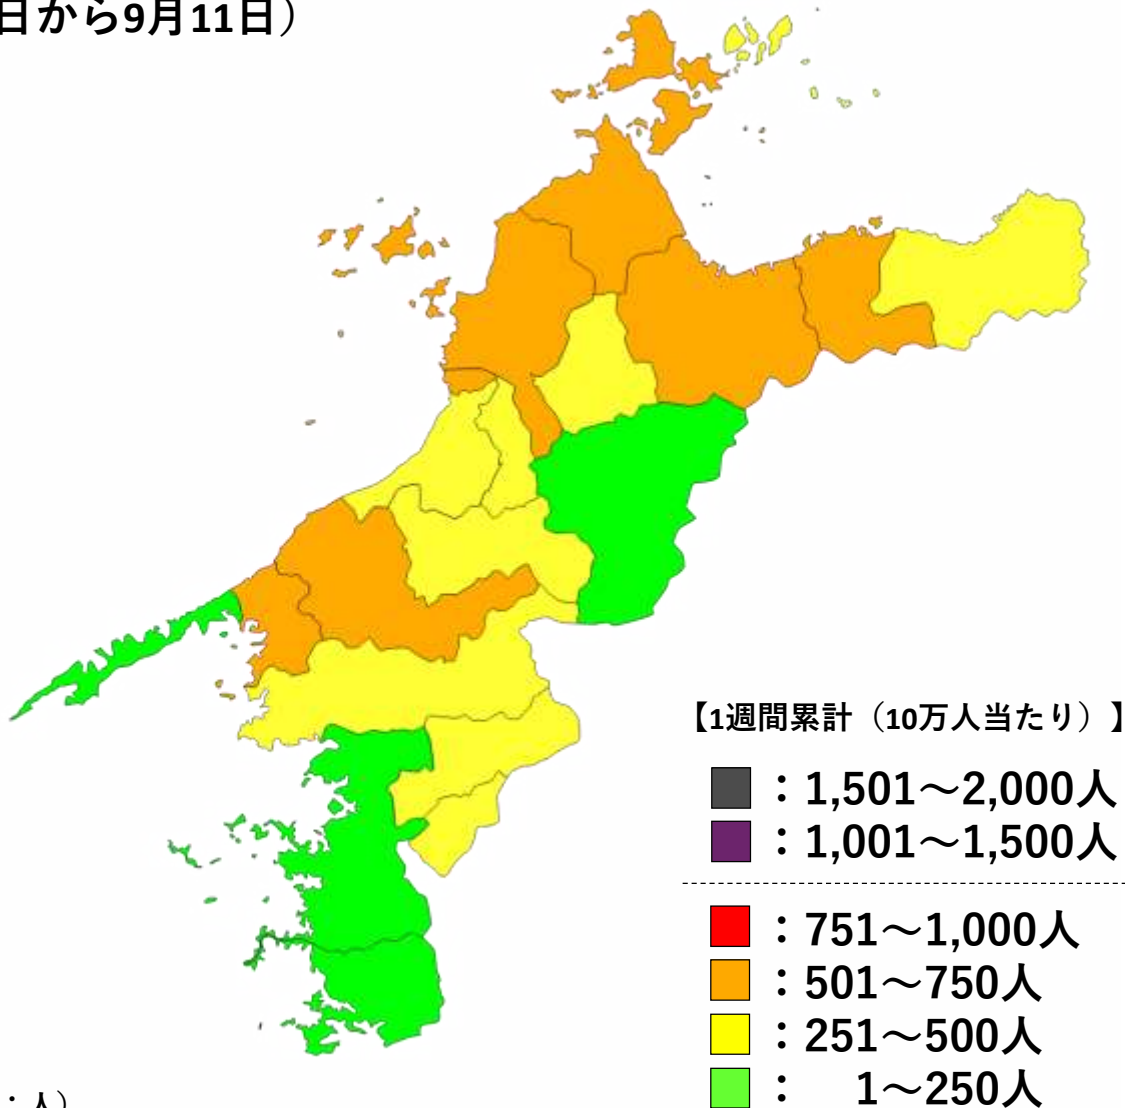 日から9月11日）
【1週間累計（10万人当たり）】
：1,501～2,000人
：1,001～1,500人
：751～1,000人
：501～750人
：251～500人
：　1～250人
：人）